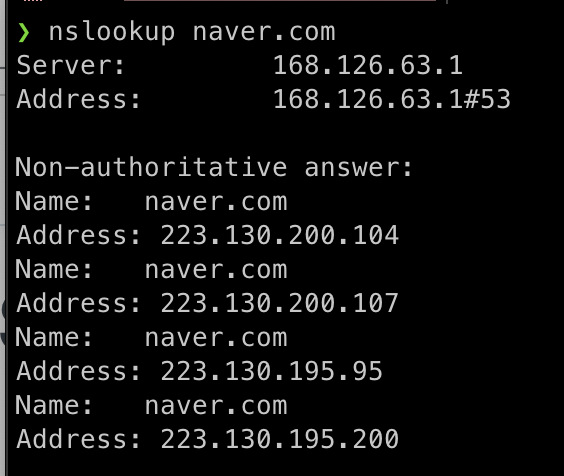 ❯ nslookup naver.com
Server:         168.126.63.1
Address:        168.126.63.1#53

Non-authoritative answer:
Name:   naver.com
Address: 223.130.200.104
Name:   naver.com
Address: 223.130.200.107
Name:   naver.com
Address: 223.130.195.95
Name:   naver.com
Address: 223.130.195.200